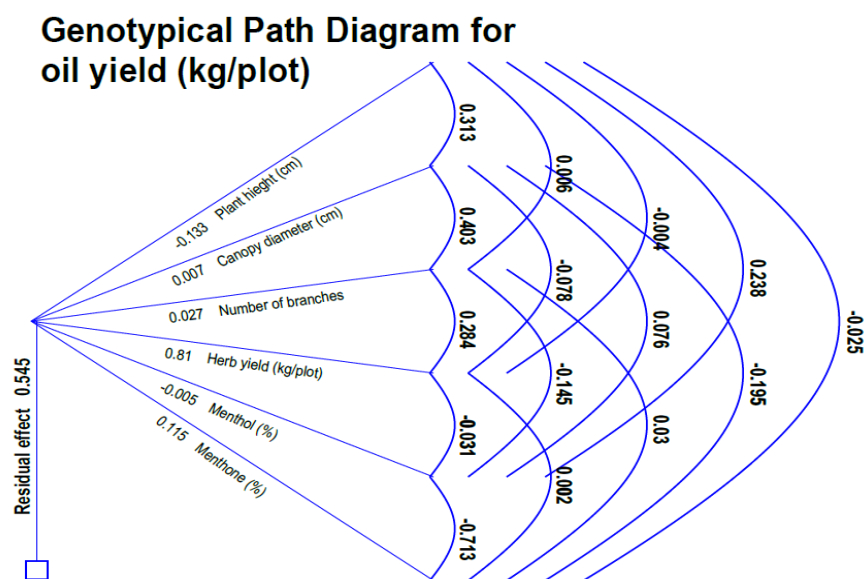 Genotypical Path Diagram for
oil yield (kg/plot)
-0.133 Plant hieght (cm)
0.007 Canopy diameter (cm)
0.027 Number of branches
0.81 Herb yield (kg/plot)
-0.005 Menthol (%)
0.115 Menthone (%)
Residual effect 0.545
0.313
0.403
0.284
-0.031
-0.713
0.006
-0.078
-0.145
0.002
-0.004
0.076
0.03
0.238
-0.195
-0.025